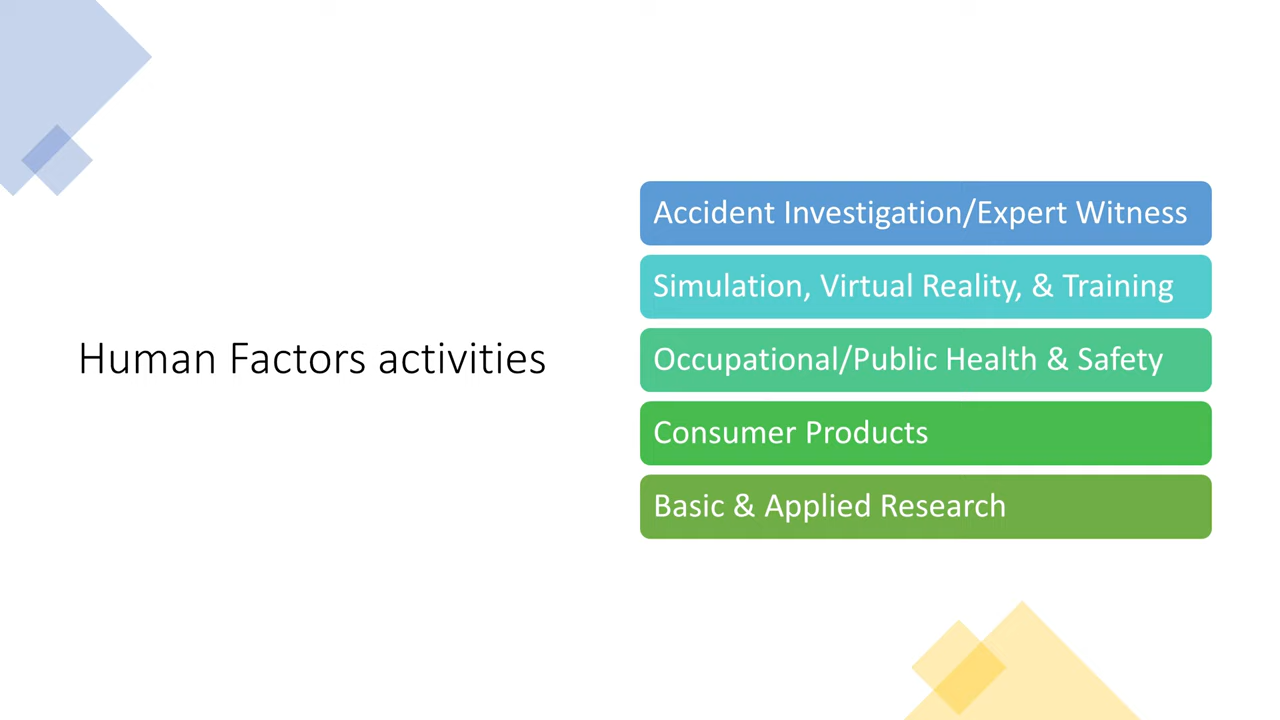 Human Factors activities
Accident Investigation/Expert Witness
Simulation, Virtual Reality, & Training
Occupational/Public Health & Safety
Consumer Products
Basic & Applied Research